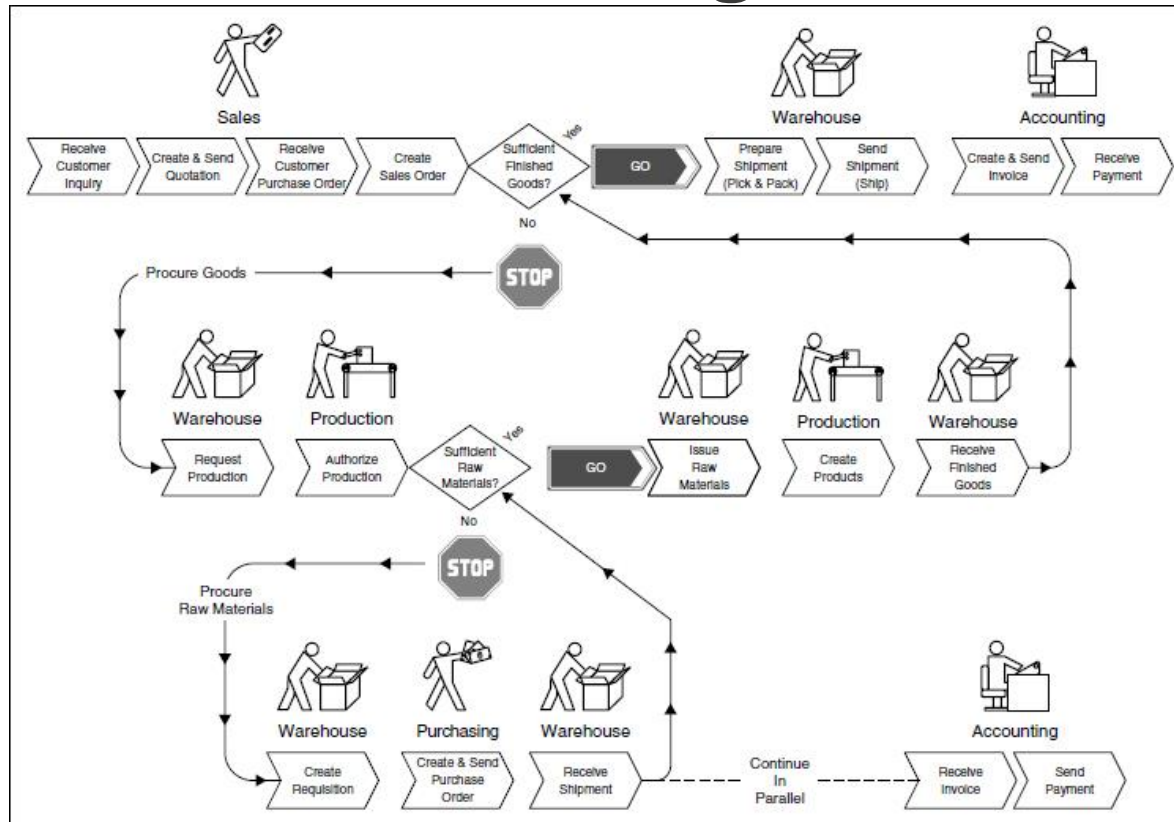 Sales
Warehouse
Accounting
Receive
Customer
Inquiry
Create & Send
Quotation
Receive
Customer
Purchase Order
Create
Sales Order
Sufficient
Finished
Goods?
Yes
GO
Prepare
Shipment
(Pick & Pack)
Send
Shipment
(Ship)
Create & Send
Invoice
Receive
Payment
No
STOP
Procure Goods
Warehouse
Production
Warehouse
Production
Warehouse
Request
Production
Authorize
Production
Sufficient
Raw
Materials?
Yes
GO
Issue
Raw
Materials
Create
Products
Receive
Finished
Goods
No
STOP
Procure
Raw Materials
Warehouse
Purchasing
Warehouse
Accounting
Create
Requisition
Create & Send
Purchase
Order
Receive
Shipment
Continue
In
Parallel
Receive
Invoice
Send
Payment